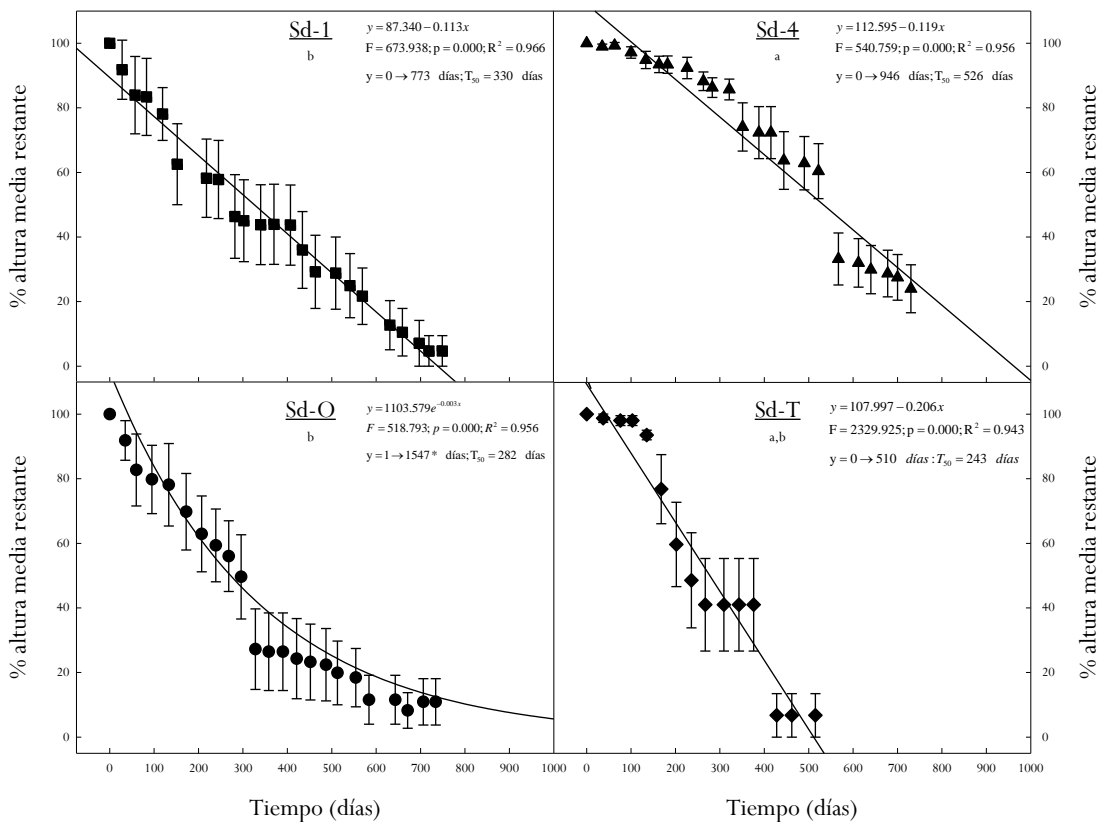 Sd-1
b
y = 87.340 − 0.113x
F = 673.938; p = 0.000; R² = 0.966
y = 0 → 773 días; T₅₀ = 330 días
Sd-4
a
y = 112.595 − 0.119x
F = 540.759; p = 0.000; R² = 0.956
y = 0 → 946 días; T₅₀ = 526 días
% altura media restante
100
80
60
40
20
0
100
80
60
40
20
0
% altura media restante
Sd-O
b
y = 1103.579e^−0.003x
F = 518.793; p = 0.000; R² = 0.956
y = 1 → 1547* días; T₅₀ = 282 días
Sd-T
a,b
y = 107.997 − 0.206x
F = 2329.925; p = 0.000; R² = 0.943
y = 0 → 510 días : T₅₀ = 243 días
% altura media restante
100
80
60
40
20
0
100
80
60
40
20
0
% altura media restante
0 100 200 300 400 500 600 700 800 900 1000
0 100 200 300 400 500 600 700 800 900 1000
Tiempo (días)
Tiempo (días)